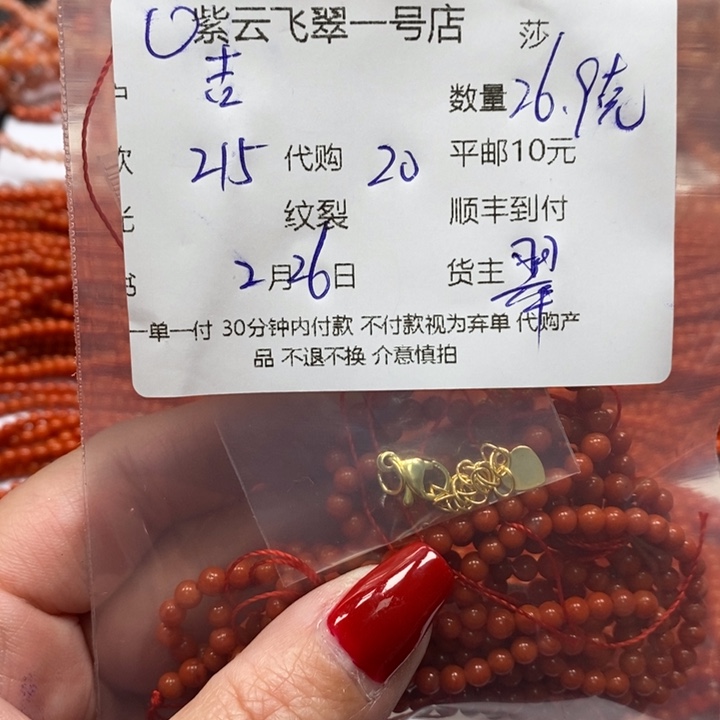 紫云飞翠一号店 莎
吉 数量 26.9克
款 215 代购 20 平邮10元
纹裂 顺丰到付
2月26日 货主 翠
一单一付 30分钟内付款 不付款视为弃单 代购产
品 不退不换 介意慎拍